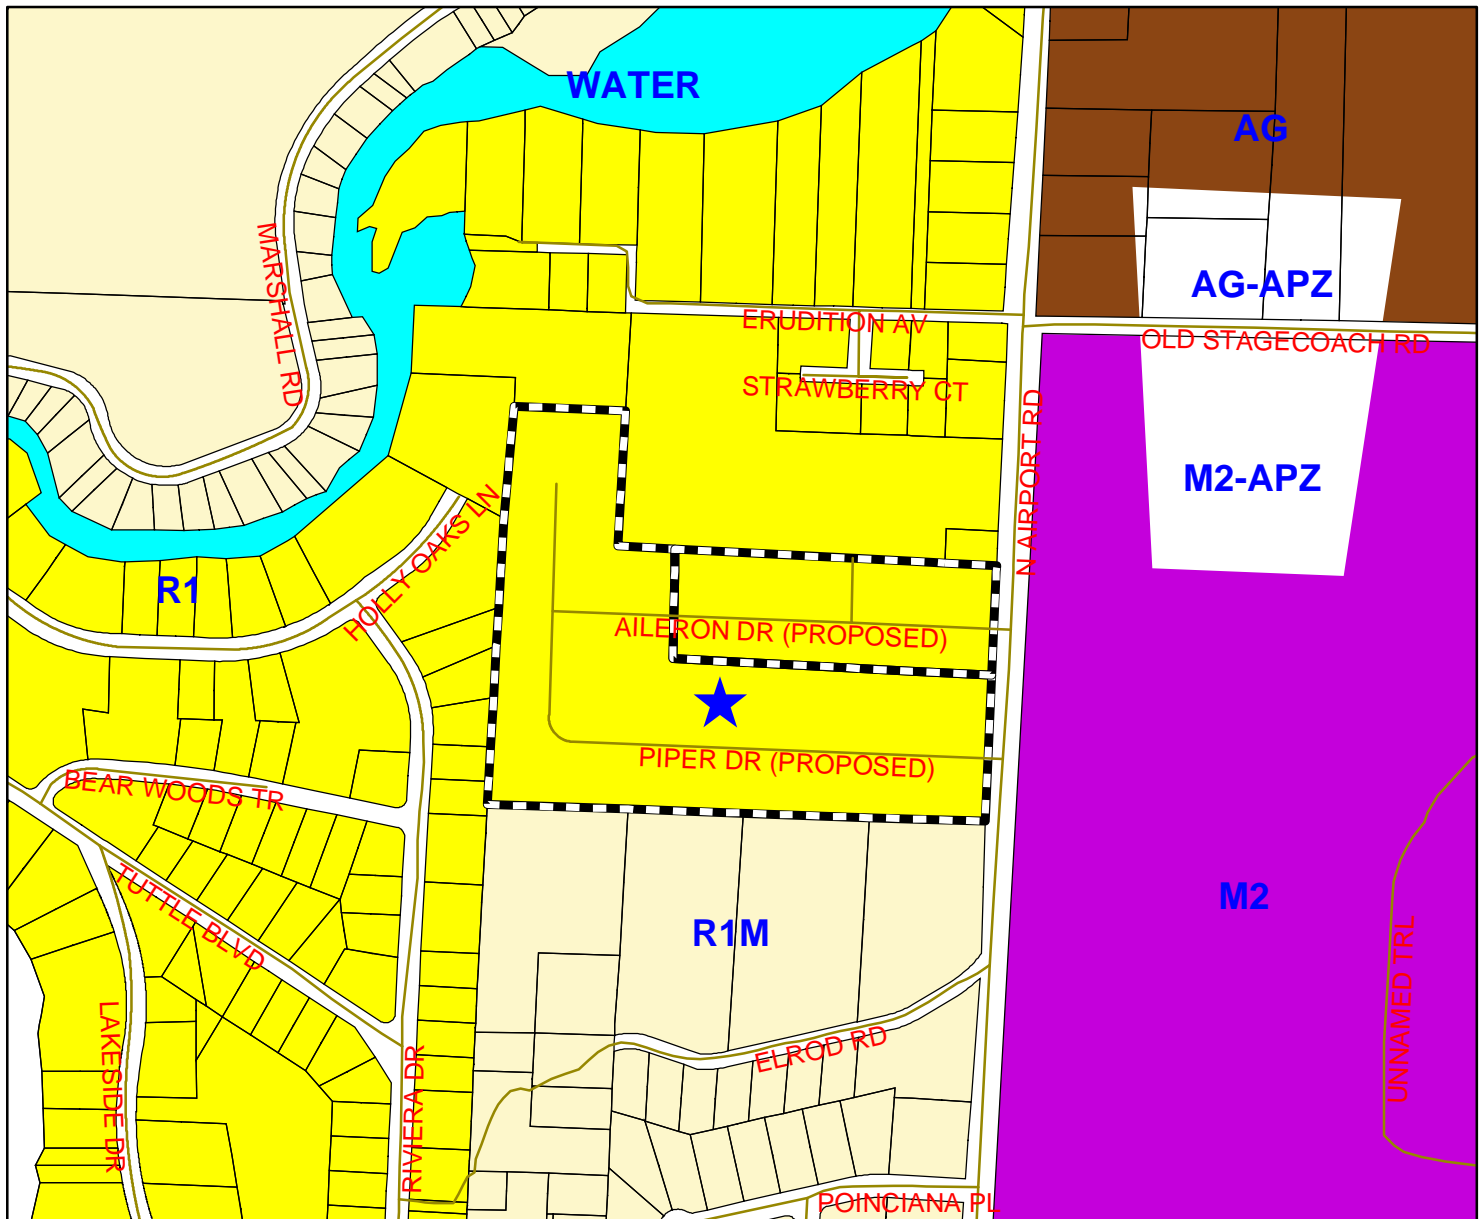 WATER
AG
MARSHALL RD
AG-APZ
ERUDITION AV
OLD STAGECOACH RD
STRAWBERRY CT
N AIRPORT RD
M2-APZ
HOLLY OAKS LN
R1
AILERON DR (PROPOSED)
PIPER DR (PROPOSED)
BEAR WOODS TR
TUTTLE BLVD
M2
R1M
UNNAMED TRL
LAKESIDE DR
ELROD RD
RIVIERA DR
POINCIANA PL